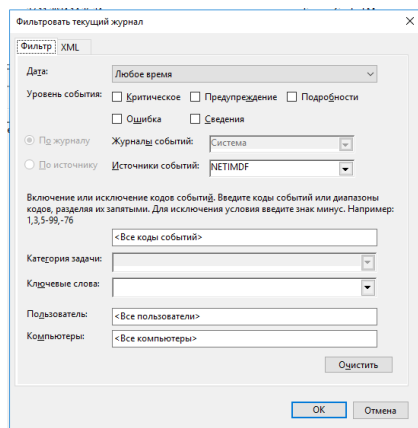 Фильтровать текущий журнал
Фильтр XML
Дата: Любое время
Уровень события: Критическое Предупреждение Подробности
Ошибка Сведения
По журналу Журналы событий: Система
По источнику Источники событий: NETIMDF
Включение или исключение кодов событий. Введите коды событий или диапазоны
кодов, разделяя их запятыми. Для исключения условия введите знак минус. Например:
1,3,5-99,-76
<Все коды событий>
Категория задачи:
Ключевые слова:
Пользователь: <Все пользователи>
Компьютеры: <Все компьютеры>
Очистить
OK Отмена